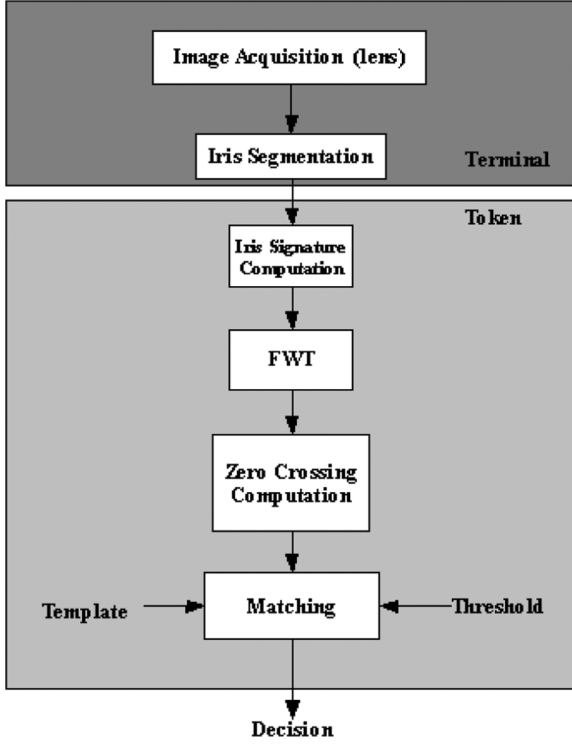 Image Acquisition (lens)
Iris Segmentation
Terminal
Token
Iris Signature
Computation
FWT
Zero Crossing
Computation
Template
Matching
Threshold
Decision